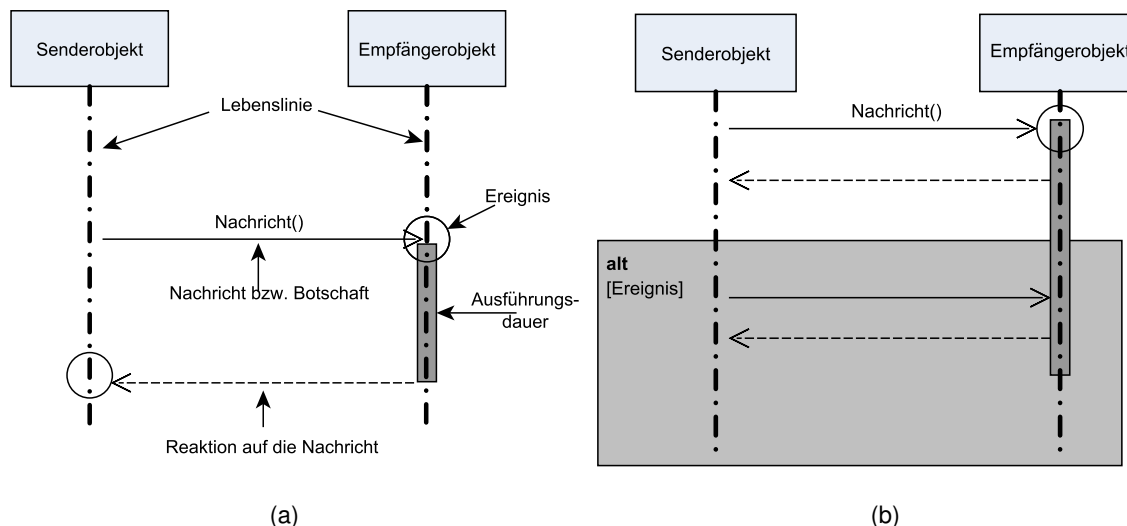 Senderobjekt
Empfängerobjekt
Lebenslinie
Ereignis
Nachricht()
Nachricht bzw. Botschaft
Ausführungs-
dauer
Reaktion auf die Nachricht
(a)
Senderobjekt
Empfängerobjekt
Nachricht()
alt
[Ereignis]
(b)